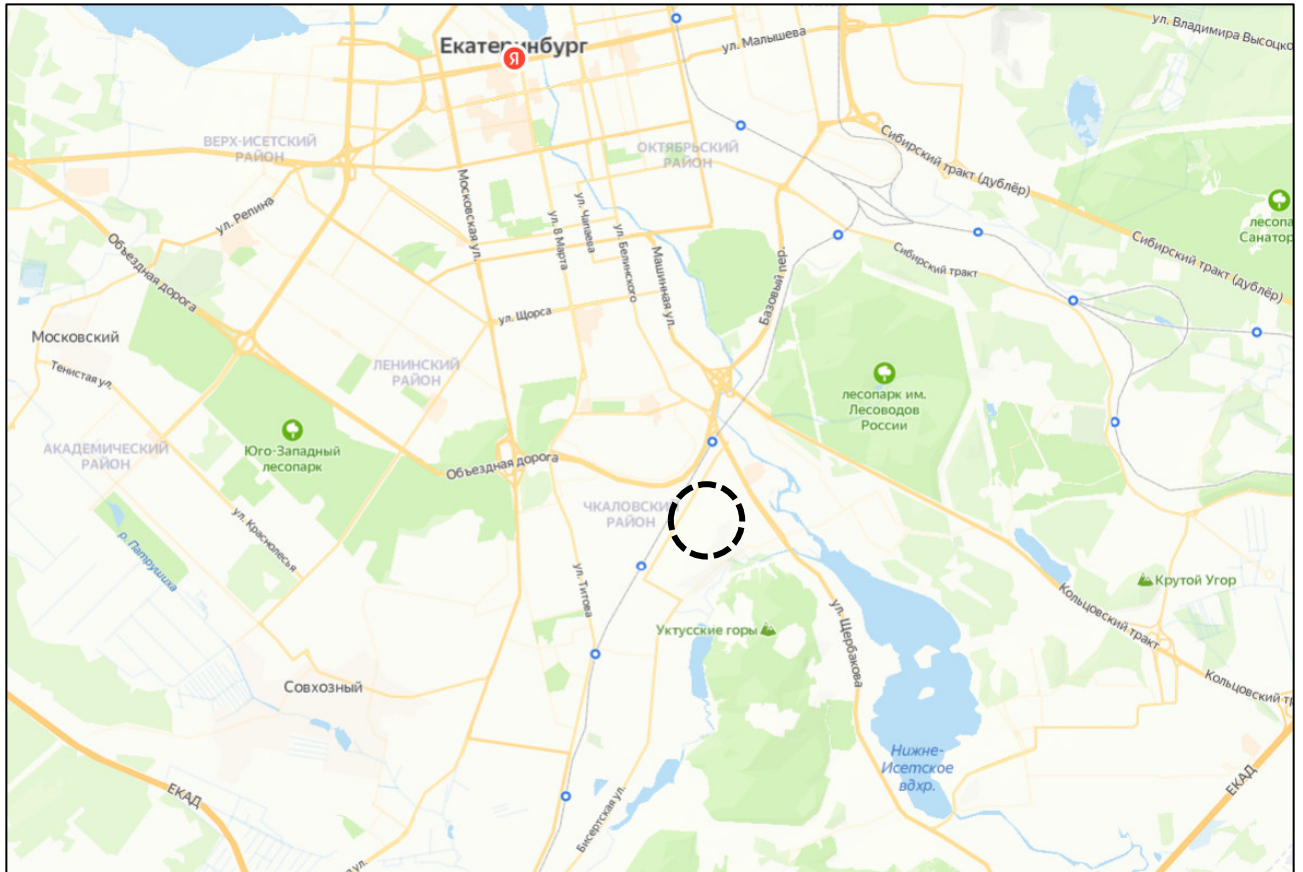 ул. Владимира Высоцко
Екатеринбург
Я
ул. Малышева
ВЕРХ-ИСЕТСКИЙ
РАЙОН
ОКТЯБРЬСКИЙ
РАЙОН
Сибирский тракт (дублёр)
лесопа
Санатор
ул. Репина
Московская ул.
ул. 8 Марта
ул. Чапаева
ул. Белинского
Машинная ул.
Базовый пер.
Сибирский тракт
Сибирский тракт (дублёр)
Объездная дорога
ул. Щорса
Московский
Тенистая ул.
ЛЕНИНСКИЙ
РАЙОН
лесопарк им.
Лесоводов
России
АКАДЕМИЧЕСКИЙ
РАЙОН
Юго-Западный
лесопарк
Объездная дорога
ЧКАЛОВСКИЙ
РАЙОН
р. Патрушиха
ул. Краснолесья
ул. Титова
Крутой Угор
Уктусские горы
ул. Щербакова
Кольцовский тракт
Совхозный
Кольцовский тр
Нижне-
Исетское
вдхр.
ЕКАД
ЕКАД
Бисертская ул.
ул.